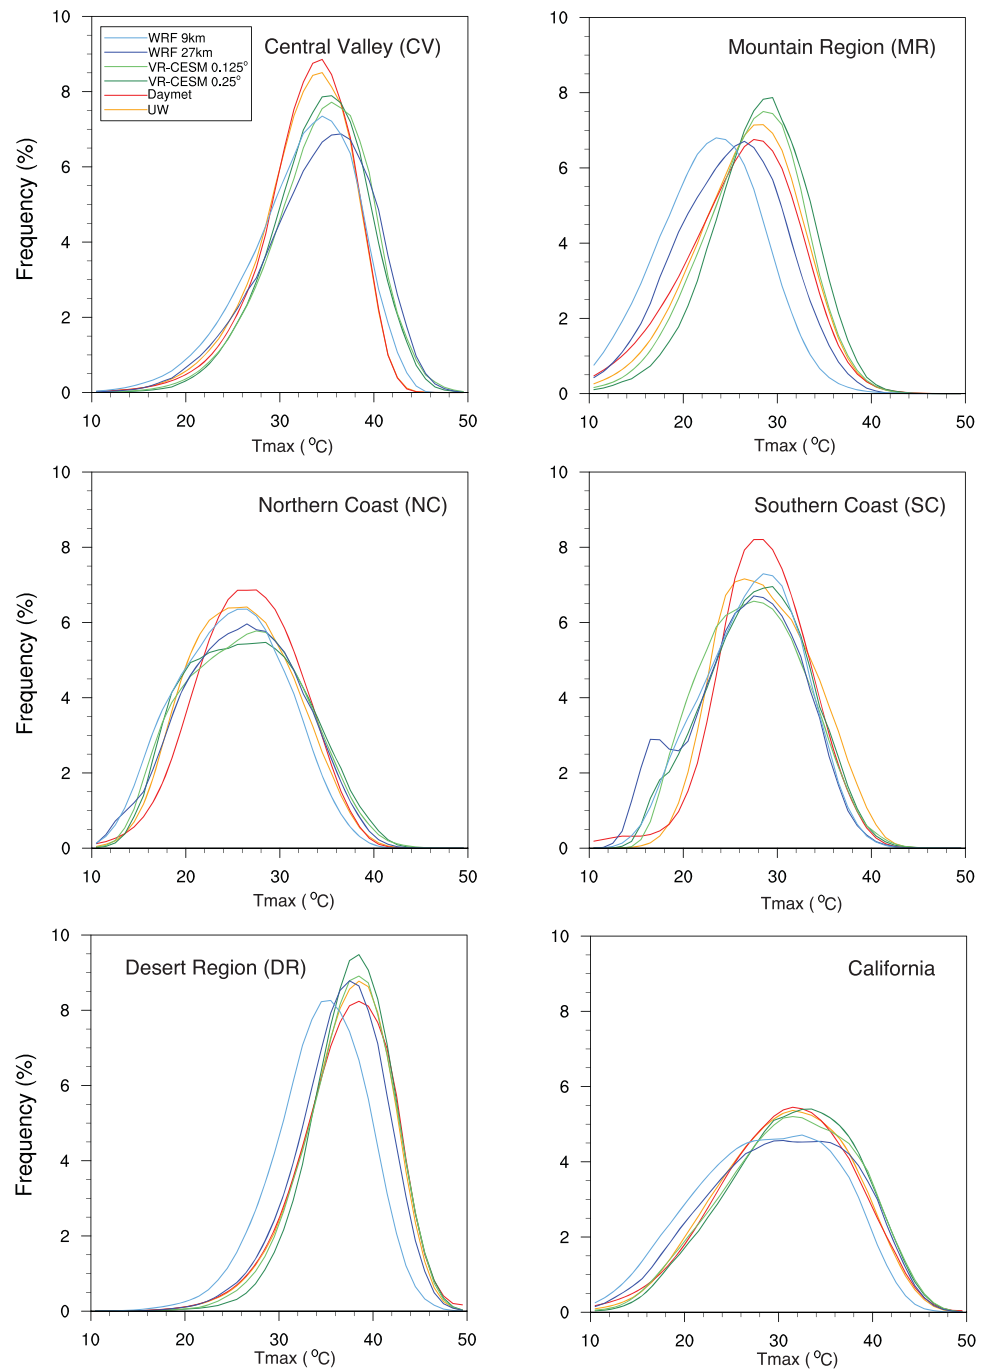 Central Valley (CV)
WRF 9km
WRF 27km
VR-CESM 0.125°
VR-CESM 0.25°
Daymet
UW
Frequency (%)
10
8
6
4
2
0
10 20 30 40 50
Tmax ( °C)
Mountain Region (MR)
10
8
6
4
2
0
10 20 30 40 50
Tmax ( °C)
Northern Coast (NC)
Frequency (%)
10
8
6
4
2
0
10 20 30 40 50
Tmax ( °C)
Southern Coast (SC)
10
8
6
4
2
0
10 20 30 40 50
Tmax ( °C)
Desert Region (DR)
Frequency (%)
10
8
6
4
2
0
10 20 30 40 50
Tmax ( °C)
California
10
8
6
4
2
0
10 20 30 40 50
Tmax ( °C)